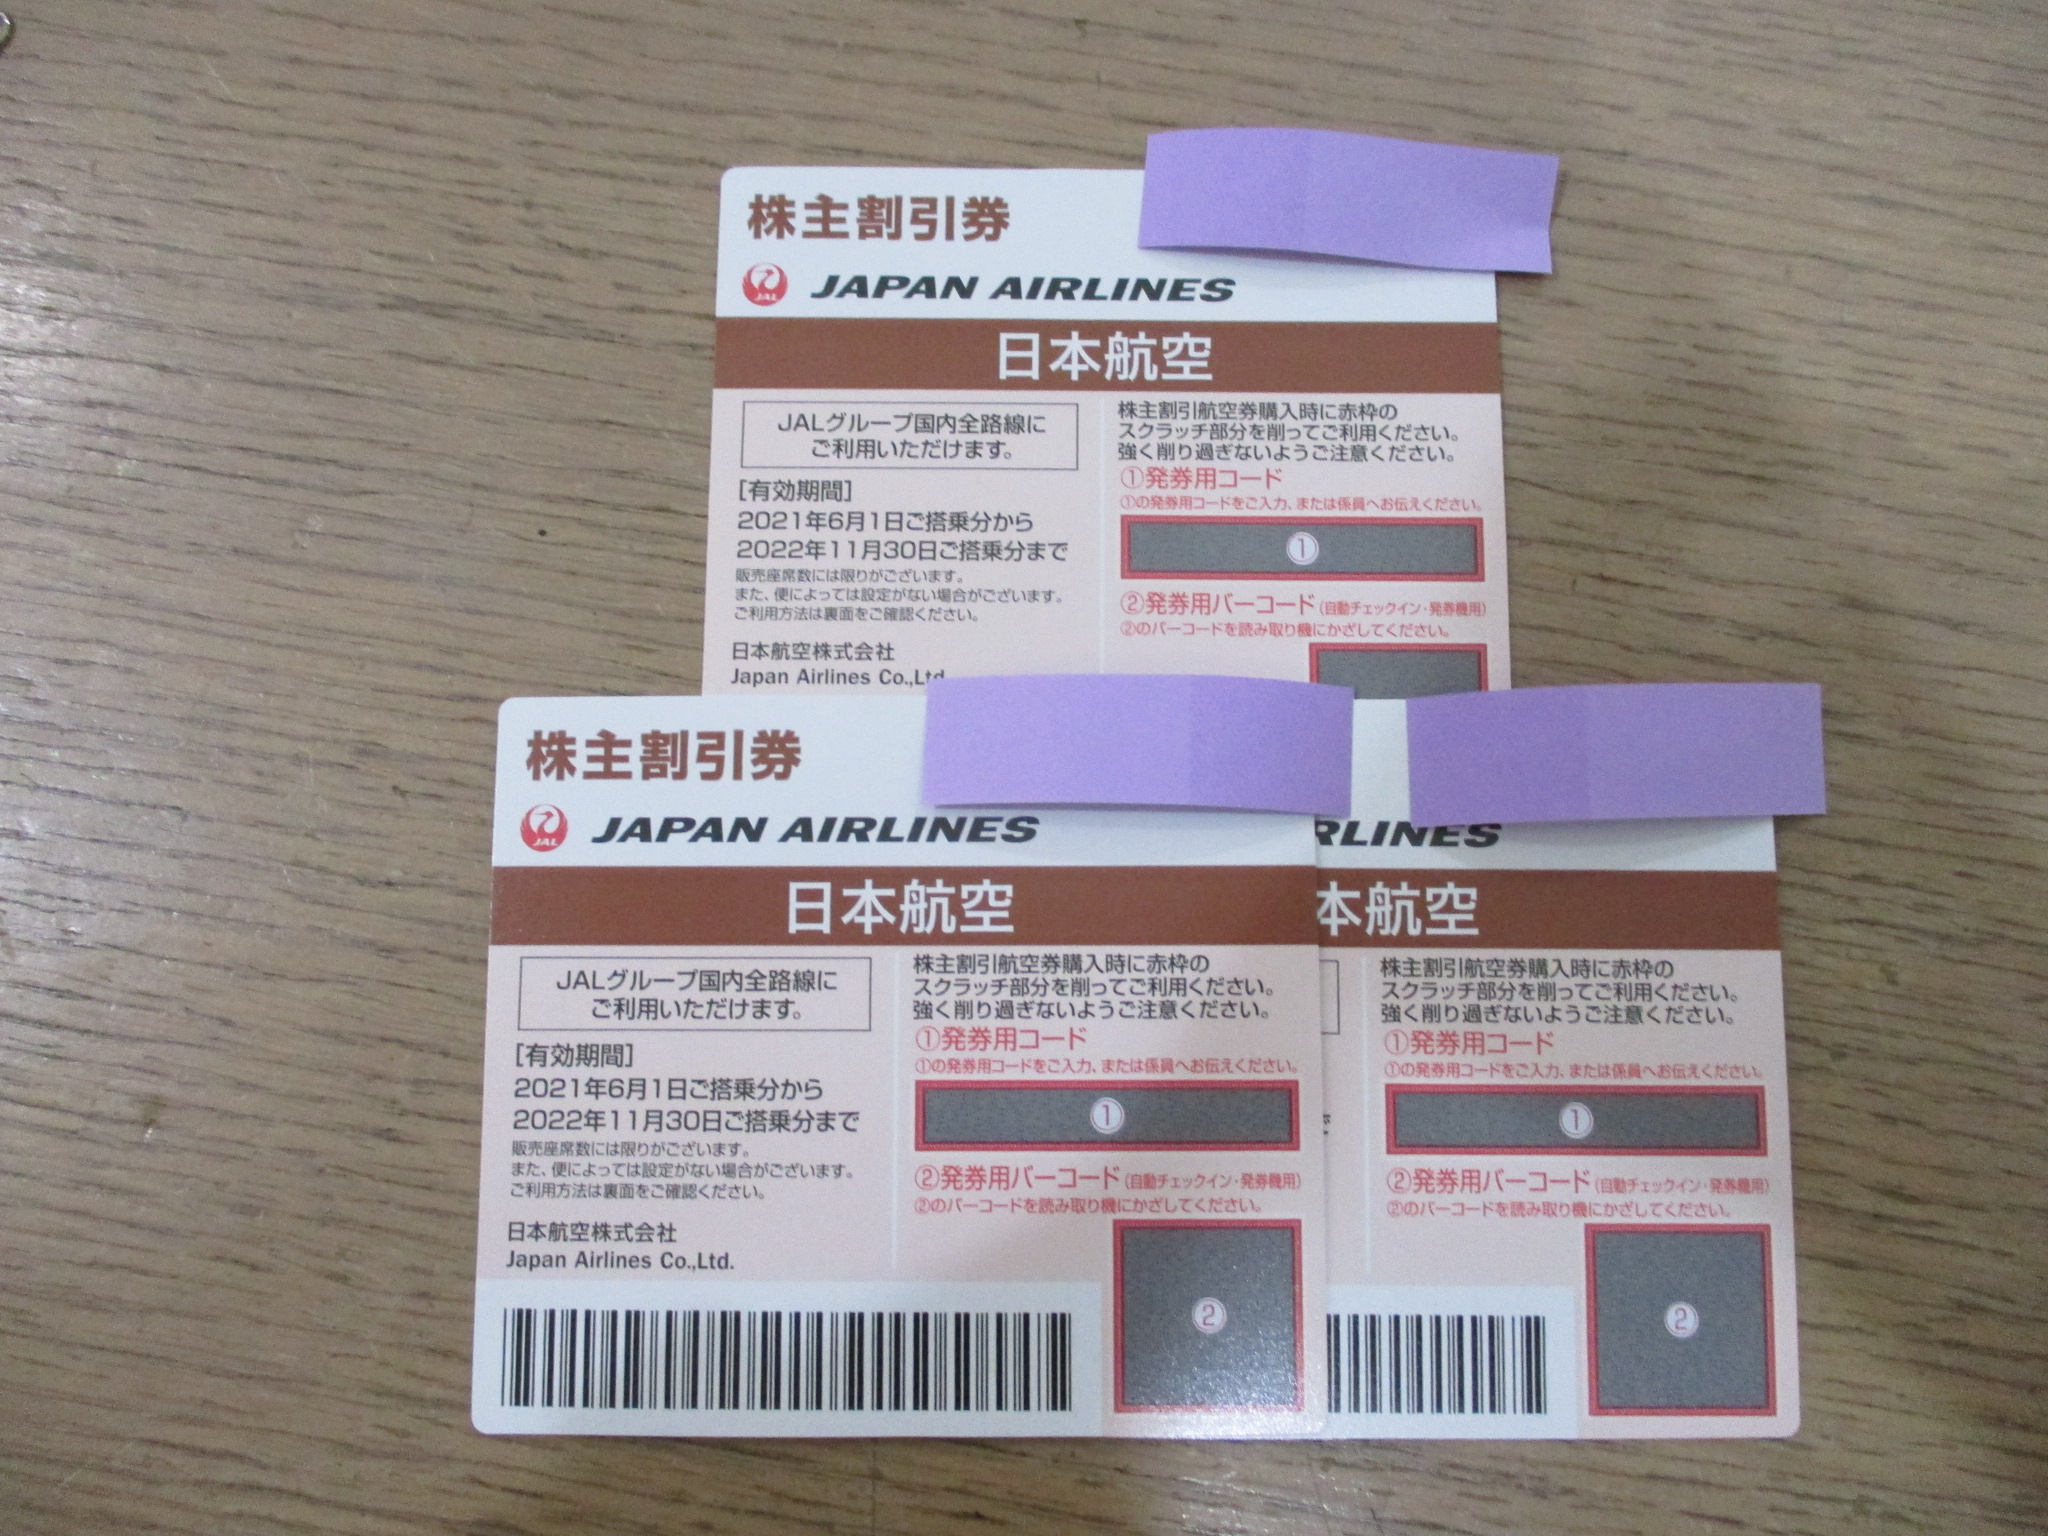 株主割引券
JAL
JAPAN AIRLINES
日本航空
JALグループ国内全路線に
ご利用いただけます。
[有効期間]
2021年6月1日ご搭乗分から
2022年11月30日ご搭乗分まで
販売座席数には限りがございます。
また、便によっては設定がない場合がございます。
ご利用方法は裏面をご確認ください。
日本航空株式会社
Japan Airlines Co.,Ltd.
株主割引航空券購入時に赤枠の
スクラッチ部分を削ってご利用ください。
強く削り過ぎないようご注意ください。
①発券用コード
①の発券用コードをご入力、または係員へお伝えください。
①
②発券用バーコード(自動チェックイン・発券機用)
②のバーコードを読み取り機にかざしてください。
株主割引券
JAL
JAPAN AIRLINES
日本航空
JALグループ国内全路線に
ご利用いただけます。
[有効期間]
2021年6月1日ご搭乗分から
2022年11月30日ご搭乗分まで
販売座席数には限りがございます。
また、便によっては設定がない場合がございます。
ご利用方法は裏面をご確認ください。
日本航空株式会社
Japan Airlines Co.,Ltd.
株主割引航空券購入時に赤枠の
スクラッチ部分を削ってご利用ください。
強く削り過ぎないようご注意ください。
①発券用コード
①の発券用コードをご入力、または係員へお伝えください。
①
②発券用バーコード(自動チェックイン・発券機用)
②のバーコードを読み取り機にかざしてください。
②
RLINES
本航空
株主割引航空券購入時に赤枠の
スクラッチ部分を削ってご利用ください。
強く削り過ぎないようご注意ください。
①発券用コード
①の発券用コードをご入力、または係員へお伝えください。
①
②発券用バーコード(自動チェックイン・発券機用)
②のバーコードを読み取り機にかざしてください。
②